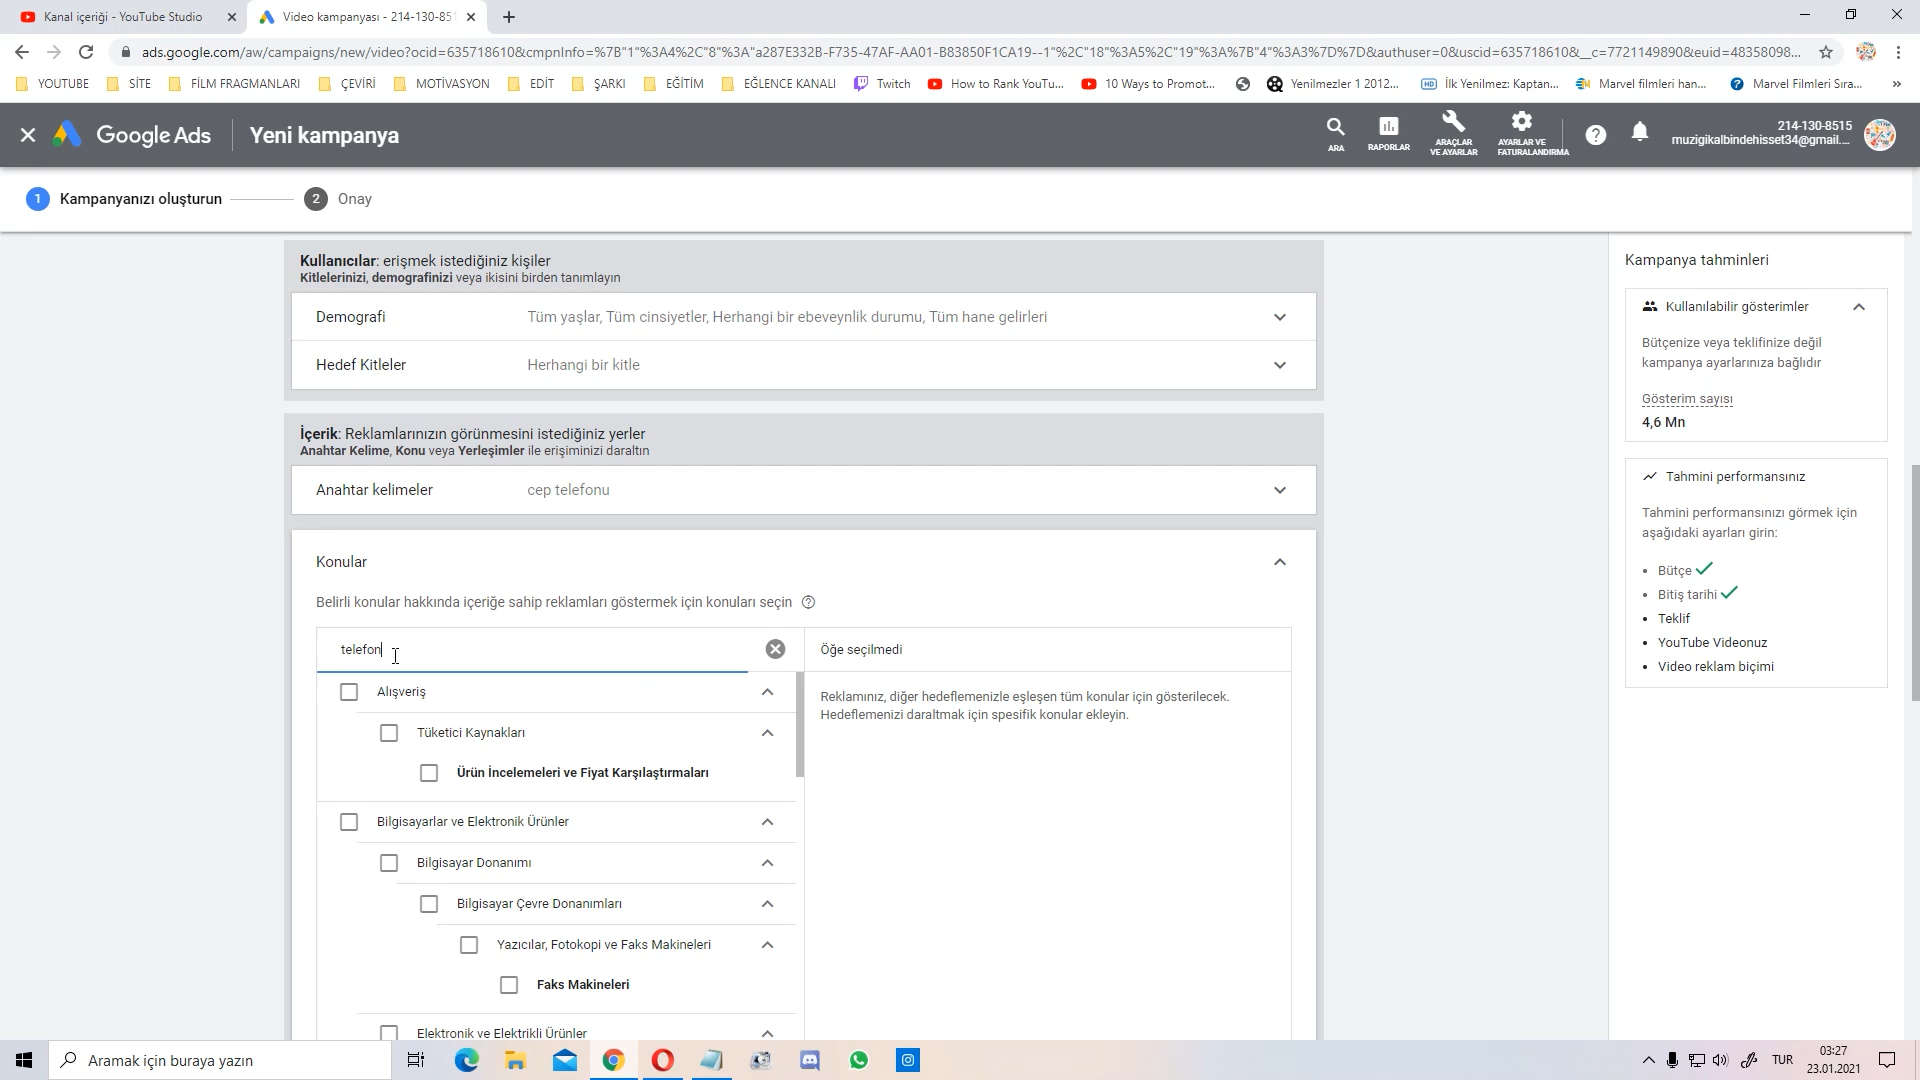 Kanal içeriği - YouTube Studio
Video kampanyası - 214-130-851
ads.google.com/aw/campaigns/new/video?ocid=635718610&cmpnInfo=%7B"1"%3A4%2C"8"%3A"a287E332B-F735-47AF-AA01-B83850F1CA19--1"%2C"18"%3A5%2C"19"%3A%7B"4"%3A3%7D%7D&authuser=0&uscid=635718610&__c=7721149890&euid=48358098...
YOUTUBE
SİTE
FİLM FRAGMANLARI
ÇEVİRİ
MOTİVASYON
EDİT
ŞARKI
EĞİTİM
EĞLENCE KANALI
Twitch
How to Rank YouTu...
10 Ways to Promot...
Yenilmezler 1 2012...
İlk Yenilmez: Kaptan...
Marvel filmleri han...
Marvel Filmleri Sıra...
Google Ads
Yeni kampanya
ARA
RAPORLAR
ARAÇLAR
VE AYARLAR
AYARLAR VE
FATURALANDIRMA
214-130-8515
muzigikalbindehisset34@gmail....
1 Kampanyanızı oluşturun
2 Onay
Kullanıcılar: erişmek istediğiniz kişiler
Kitlelerinizi, demografinizi veya ikisini birden tanımlayın
Demografi
Tüm yaşlar, Tüm cinsiyetler, Herhangi bir ebeveynlik durumu, Tüm hane gelirleri
Hedef Kitleler
Herhangi bir kitle
İçerik: Reklamlarınızın görünmesini istediğiniz yerler
Anahtar Kelime, Konu veya Yerleşimler ile erişiminizi daraltın
Anahtar kelimeler
cep telefonu
Konular
Belirli konular hakkında içeriğe sahip reklamları göstermek için konuları seçin
telefon
Alışveriş
Tüketici Kaynakları
Ürün İncelemeleri ve Fiyat Karşılaştırmaları
Bilgisayarlar ve Elektronik Ürünler
Bilgisayar Donanımı
Bilgisayar Çevre Donanımları
Yazıcılar, Fotokopi ve Faks Makineleri
Faks Makineleri
Elektronik ve Elektrikli Ürünler
Öğe seçilmedi
Reklamınız, diğer hedeflemenizle eşleşen tüm konular için gösterilecek.
Hedeflemenizi daraltmak için spesifik konular ekleyin.
Kampanya tahminleri
Kullanılabilir gösterimler
Bütçenize veya teklifinize değil
kampanya ayarlarınıza bağlıdır
Gösterim sayısı
4,6 Mn
Tahmini performansınız
Tahmini performansınızı görmek için
aşağıdaki ayarları girin:
Bütçe
Bitiş tarihi
Teklif
YouTube Videonuz
Video reklam biçimi
Aramak için buraya yazın
TUR
03:27
23.01.2021